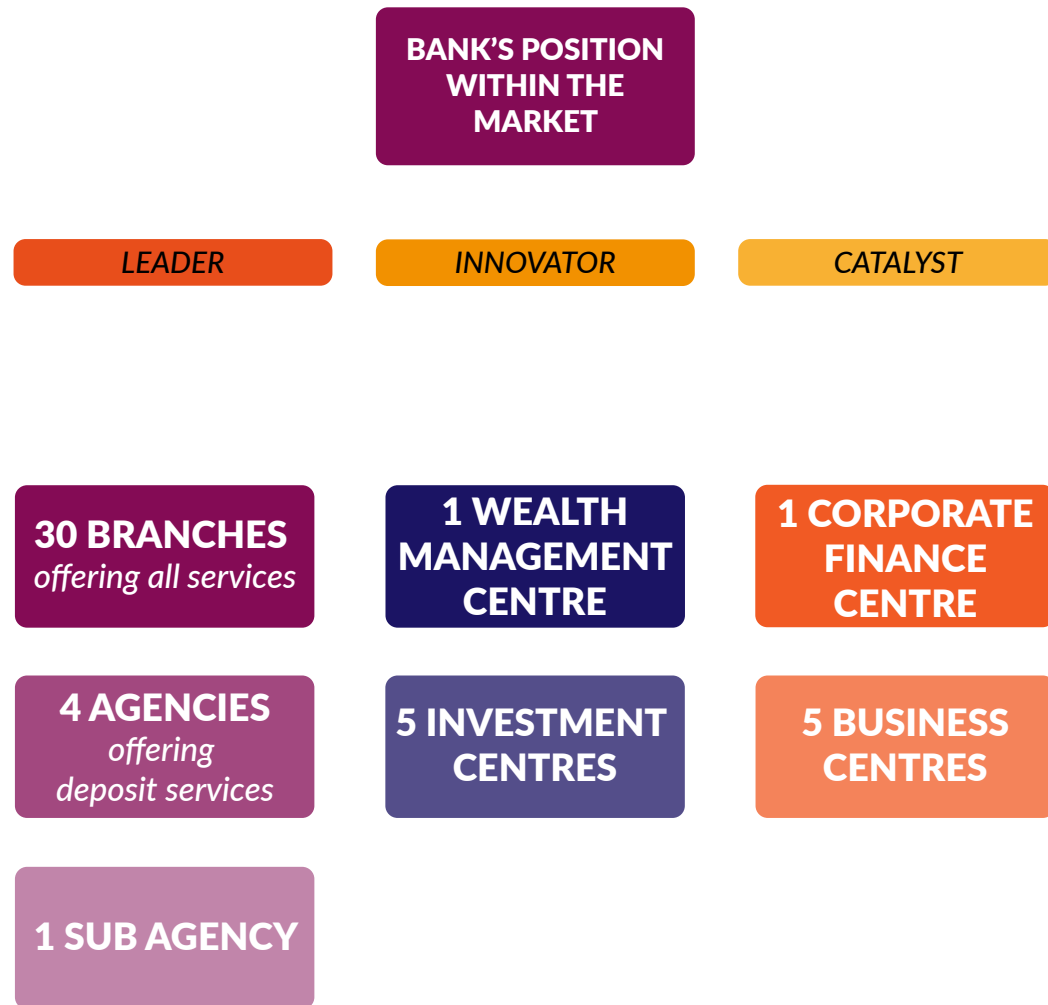 BANK’S POSITION
WITHIN THE
MARKET
LEADER
INNOVATOR
CATALYST
30 BRANCHES
offering all services
1 WEALTH
MANAGEMENT
CENTRE
1 CORPORATE
FINANCE
CENTRE
4 AGENCIES
offering
deposit services
5 INVESTMENT
CENTRES
5 BUSINESS
CENTRES
1 SUB AGENCY